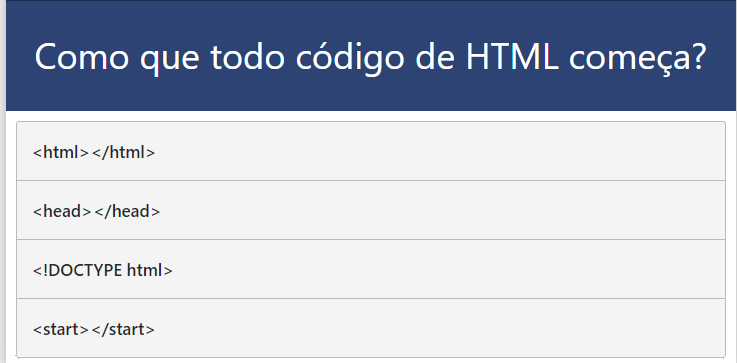 Como que todo código de HTML começa?
<html></html>
<head></head>
<!DOCTYPE html>
<start></start>